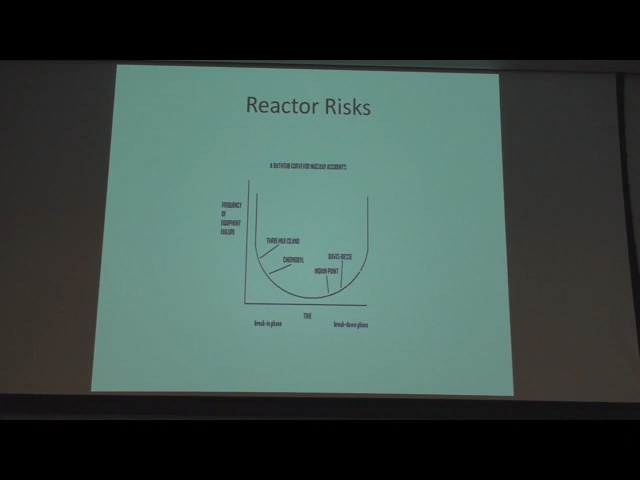 Reactor Risks
A BATHTUB CURVE FOR NUCLEAR ACCIDENTS
FREQUENCY
OF
EQUIPMENT
FAILURE
THREE MILE ISLAND
CHERNOBYL
DAVIS-BESSE
INDIAN POINT
TIME
break-in phase
break-down phase